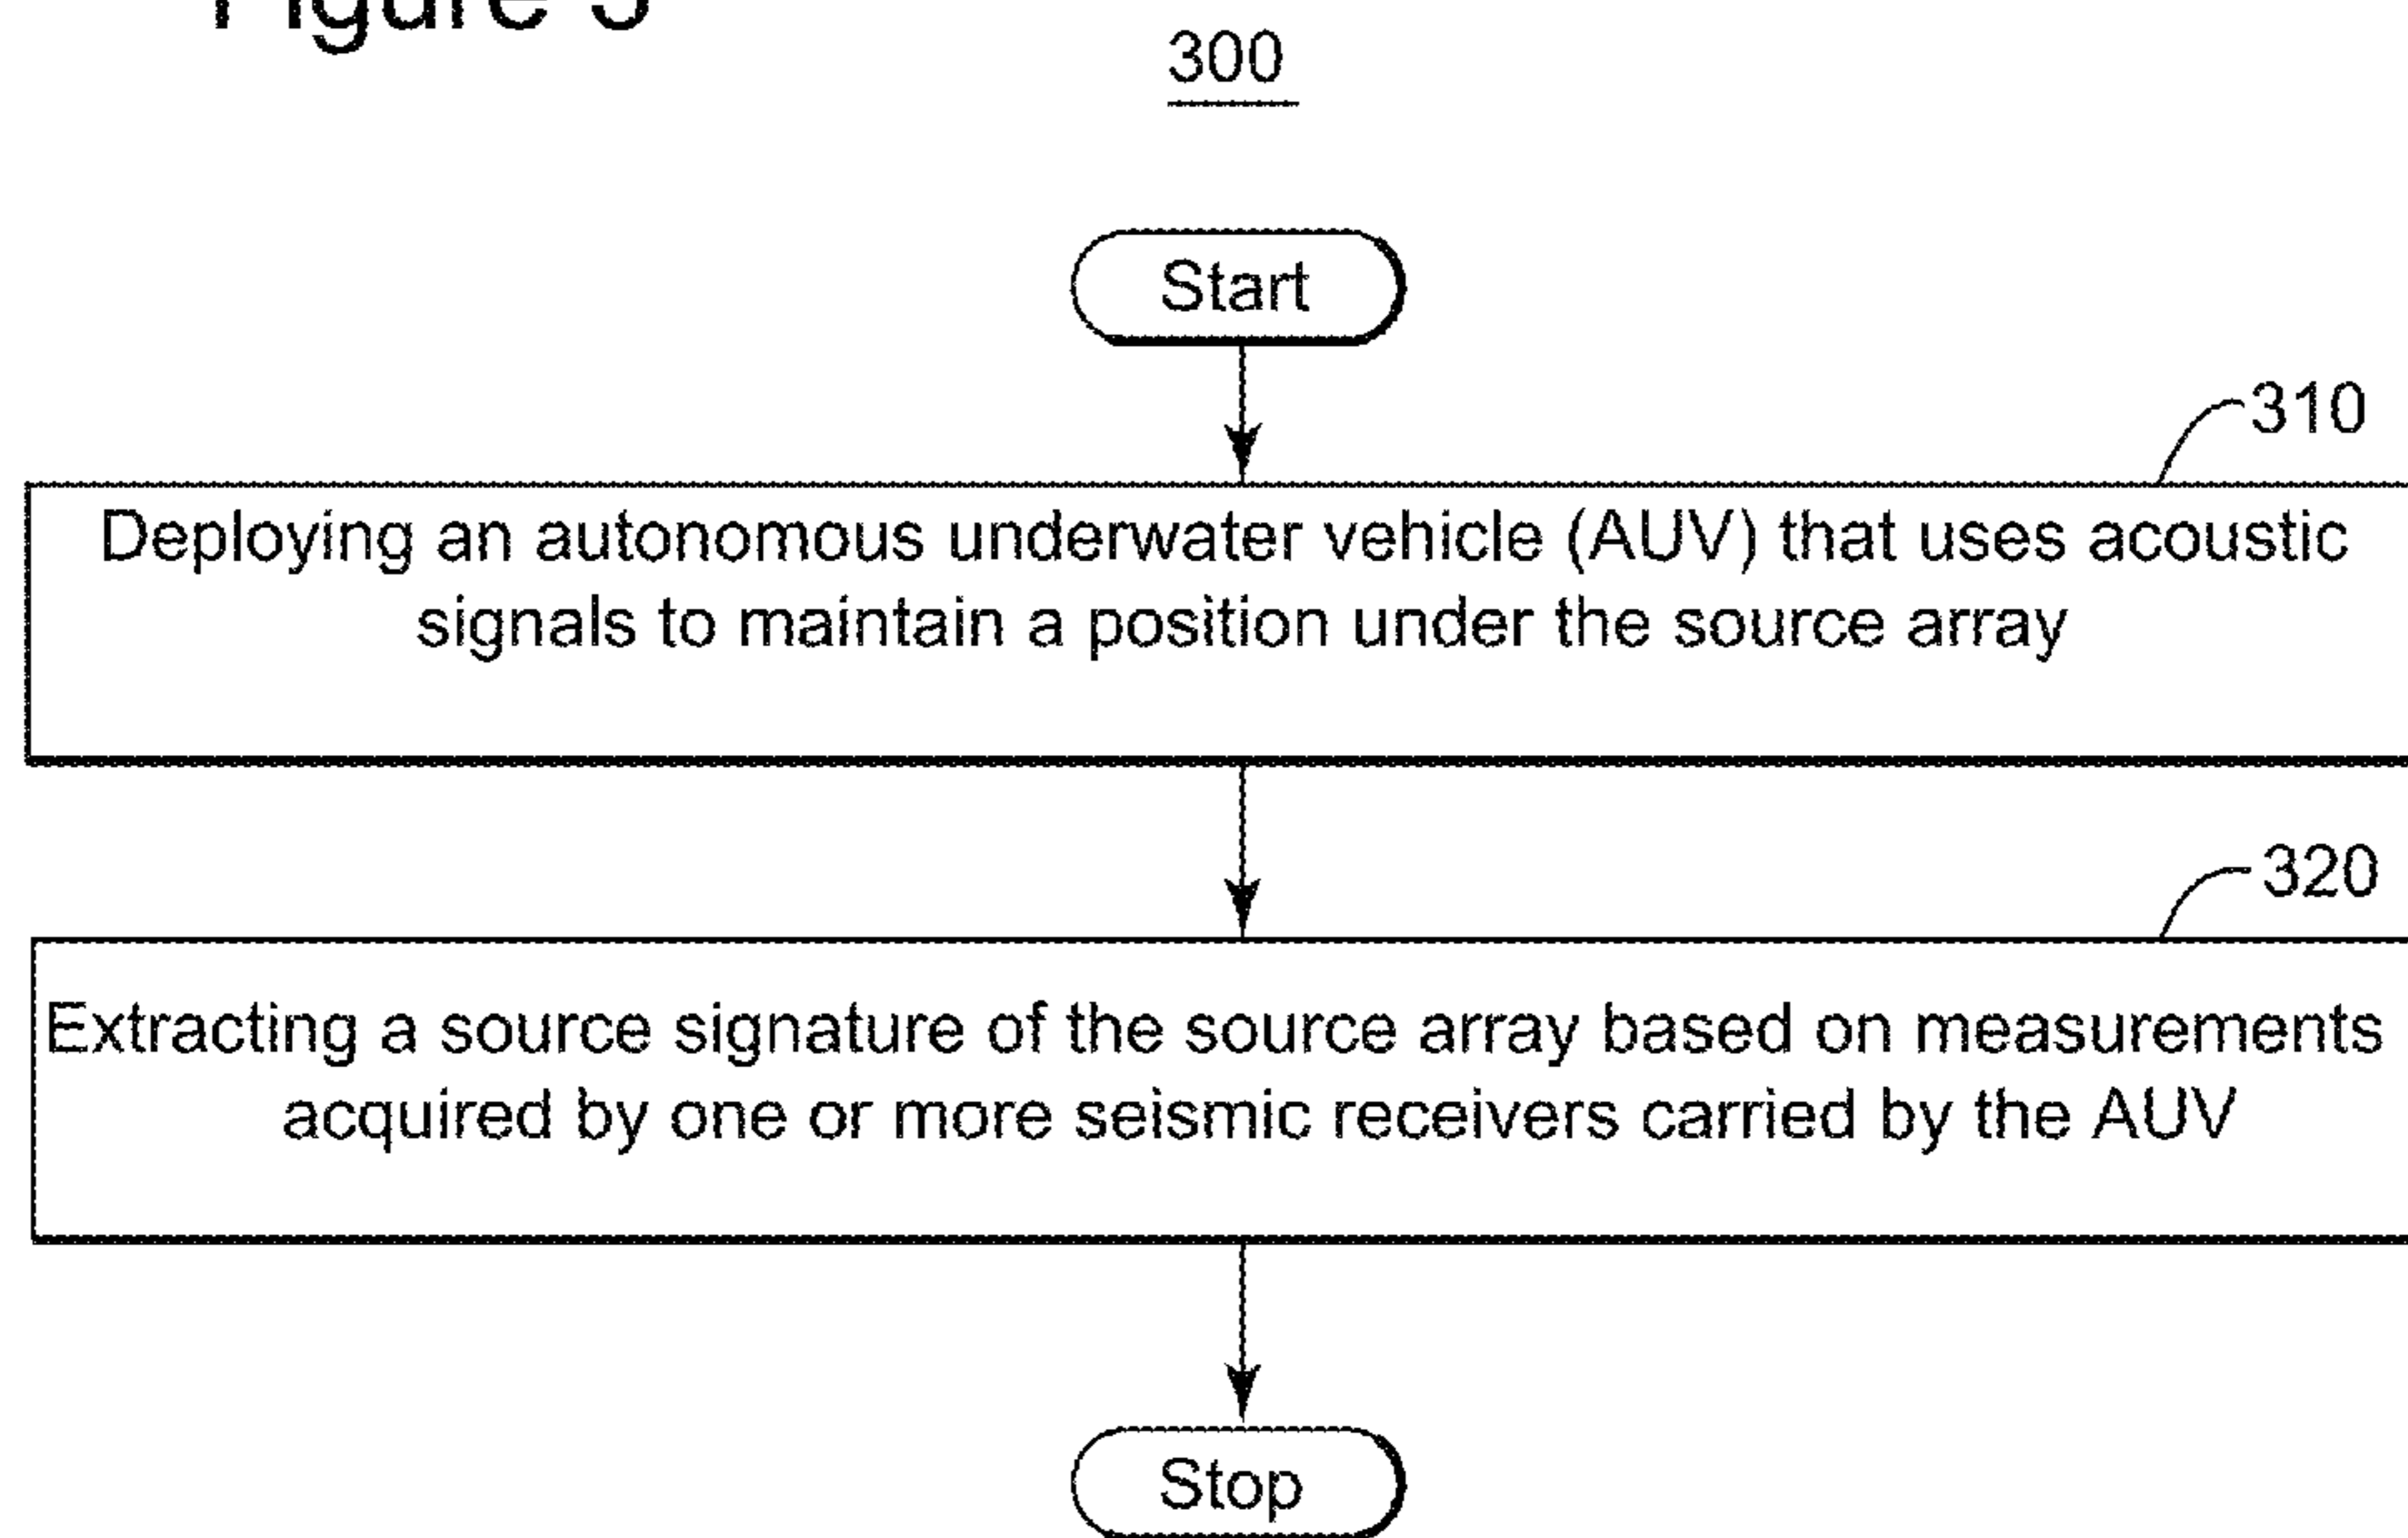 Figure
300
Start
310
Deploying an autonomous underwater vehicle (AUV) that uses acoustic
signals to maintain a position under the source array
320
Extracting a source signature of the source array based on measurements
acquired by one or more seismic receivers carried by the AUV
Stop